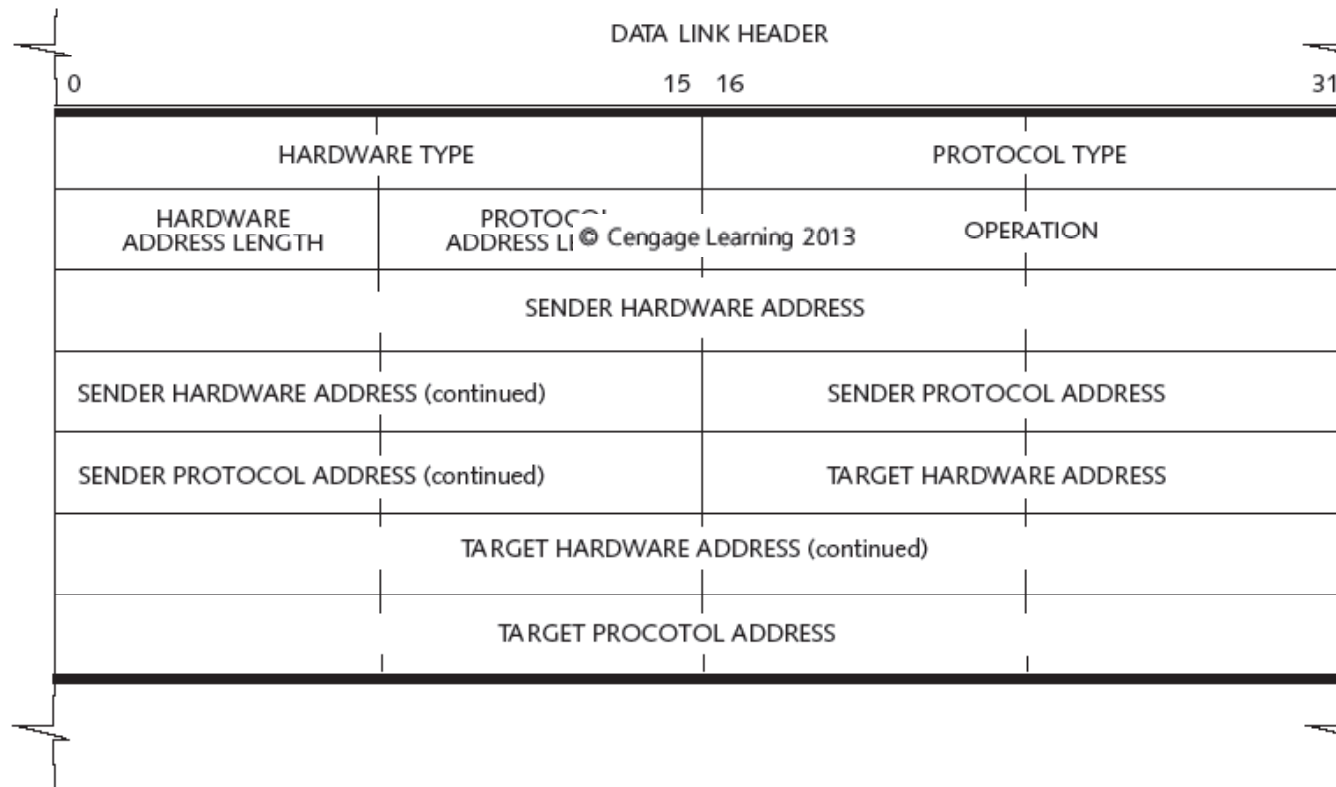 DATA LINK HEADER
0 15 16 31
HARDWARE TYPE PROTOCOL TYPE
HARDWARE
ADDRESS LENGTH
ADDRESS
© Cengage Learning 2013
OPERATION
SENDER HARDWARE ADDRESS
SENDER HARDWARE ADDRESS (continued) SENDER PROTOCOL ADDRESS
SENDER PROTOCOL ADDRESS (continued) TARGET HARDWARE ADDRESS
TARGET HARDWARE ADDRESS (continued)
TARGET PROCOTOL ADDRESS